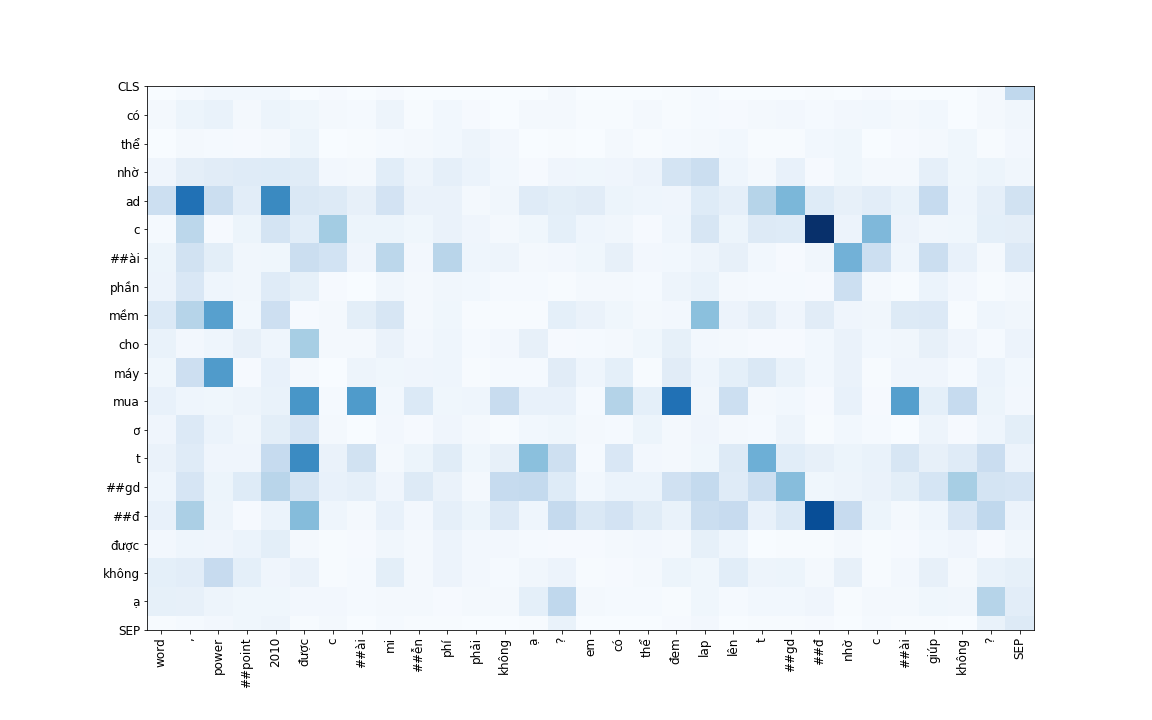 CLS
có
thể
nhờ
ad
c
##ài
phần
mềm
cho
máy
mua
ơ
t
##gd
##đ
được
không
ạ
SEP
word
,
power
##point
2010
được
c
##ài
mi
##ễn
phí
phải
không
ạ
?
em
có
thể
đem
lap
lên
t
##gd
##đ
nhờ
c
##ài
giúp
không
?
SEP